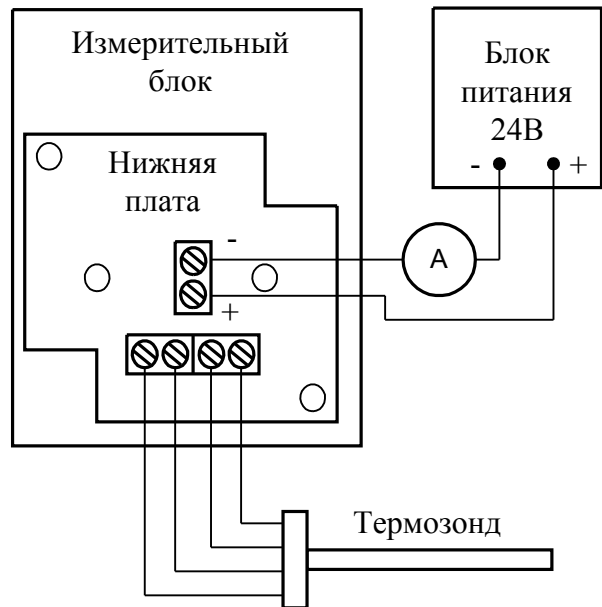 Измерительный
блок
Блок
питания
24В
- +
Нижняя
плата
-
+
А
Термозонд